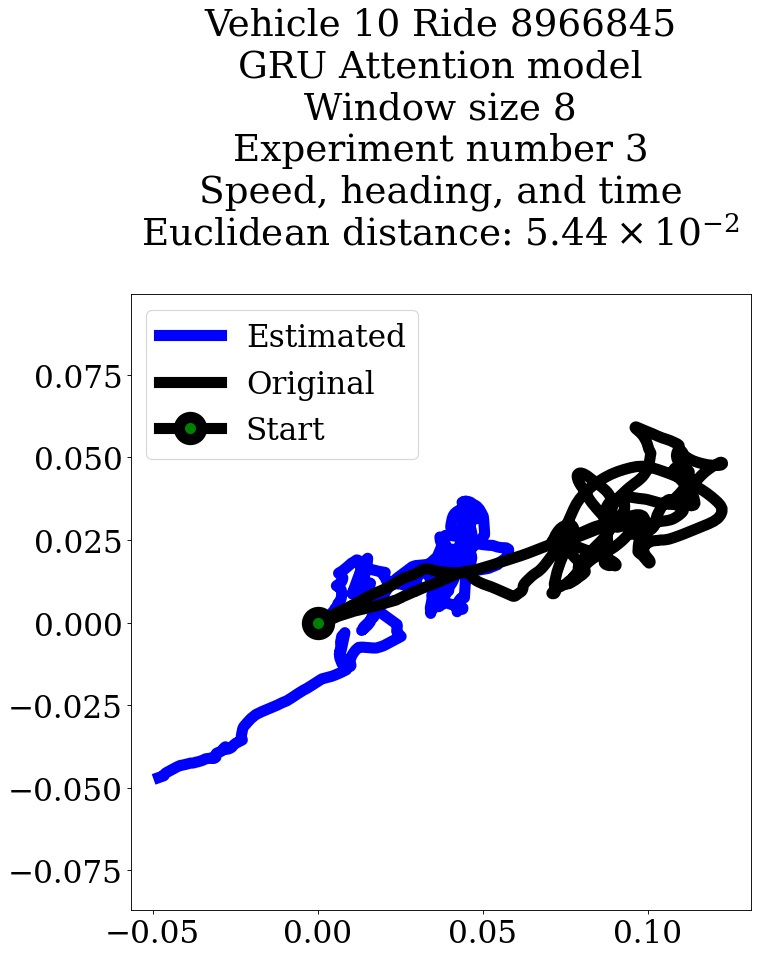 Vehicle 10 Ride 8966845
GRU Attention model
Window size 8
Experiment number 3
Speed, heading, and time
Euclidean distance: 5.44 × 10⁻²
Estimated
Original
Start
0.075
0.050
0.025
0.000
−0.025
−0.050
−0.075
−0.05 0.00 0.05 0.10